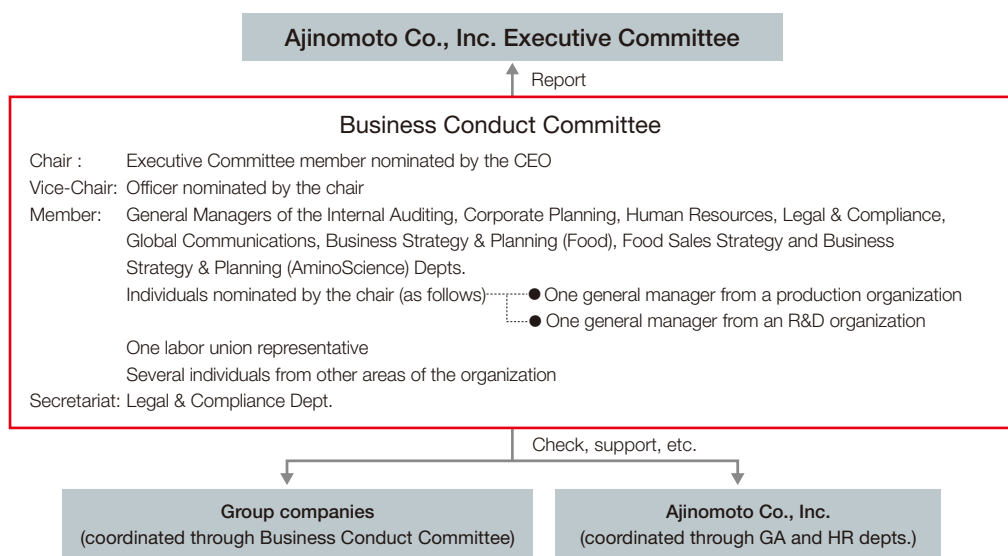 Ajinomoto Co., Inc. Executive Committee
Report
Business Conduct Committee
Chair : Executive Committee member nominated by the CEO
Vice-Chair: Officer nominated by the chair
Member: General Managers of the Internal Auditing, Corporate Planning, Human Resources, Legal & Compliance,
Global Communications, Business Strategy & Planning (Food), Food Sales Strategy and Business
Strategy & Planning (AminoScience) Depts.
Individuals nominated by the chair (as follows) ● One general manager from a production organization
● One general manager from an R&D organization
One labor union representative
Several individuals from other areas of the organization
Secretariat: Legal & Compliance Dept.
Check, support, etc.
Group companies
(coordinated through Business Conduct Committee)
Ajinomoto Co., Inc.
(coordinated through GA and HR depts.)